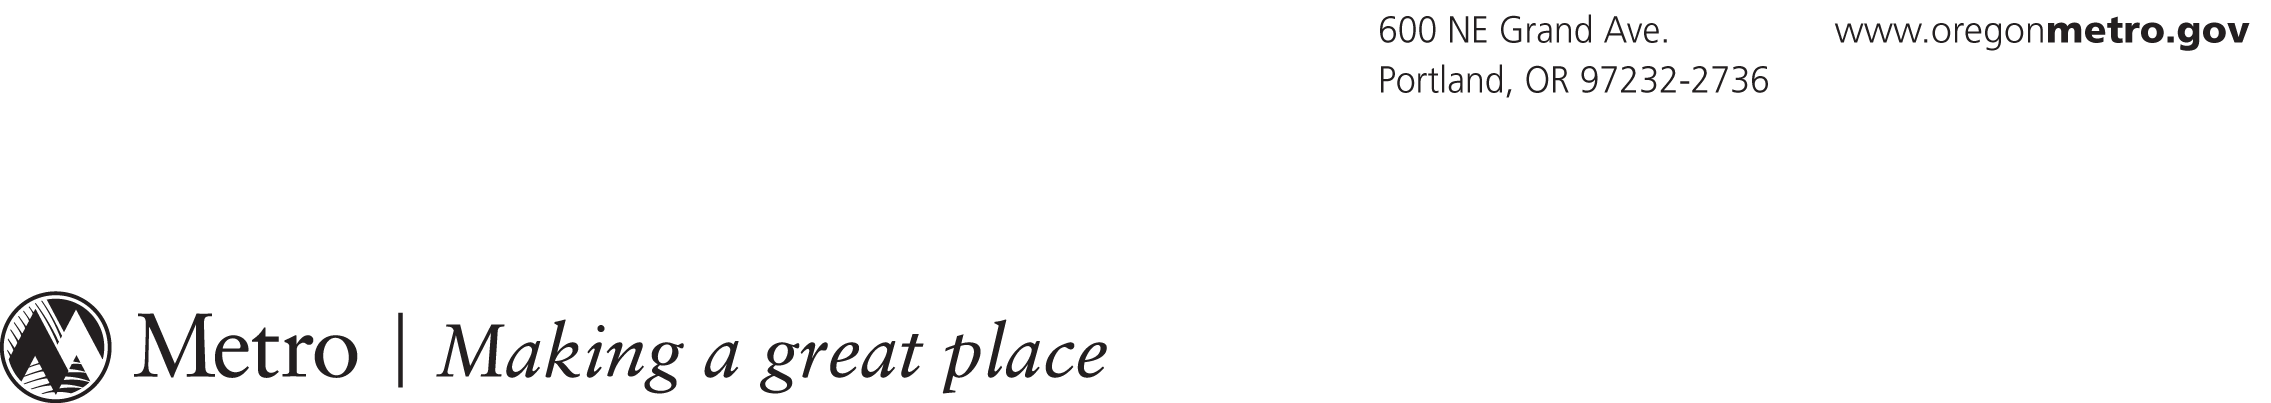 600 NE Grand Ave.
Portland, OR 97232-2736
www.oregonmetro.gov
Metro | Making a great place